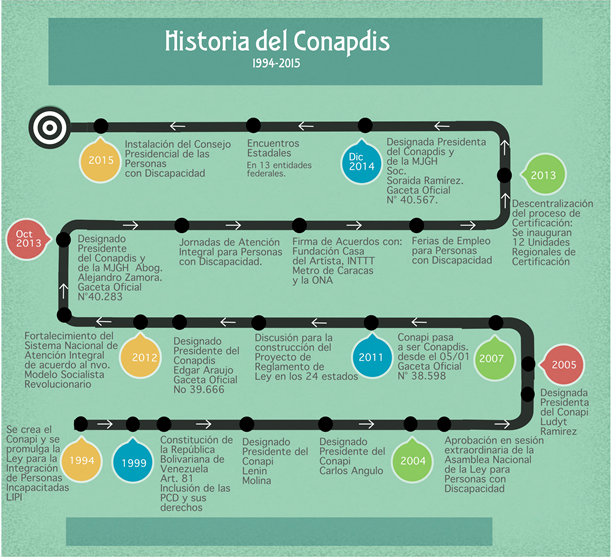 Historia del Conapdis
1994-2015
2015
Instalación del Consejo
Presidencial de las
Personas
con Discapacidad
Encuentros
Estadales
En 13 entidades
federales.
Dic
2014
Designada Presidenta
del Conapdis y
de la MJGH
Soc.
Soraida Ramírez.
Gaceta Oficial
N° 40.567.
2013
Descentralización
del proceso de
Certificación:
Se inauguran
12 Unidades
Regionales de
Certificación
Oct
2013
Designado
Presidente
del Conapdis y
de la MJGH Abog.
Alejandro Zamora.
Gaceta Oficial
N°40.283
Jornadas de Atención
Integral para Personas
con Discapacidad.
Firma de Acuerdos con:
Fundación Casa
del Artista, INTTT
Metro de Caracas
y la ONA
Ferias de Empleo
para Personas
con Discapacidad
Fortalecimiento del
Sistema Nacional de
Atención Integral
de acuerdo al nvo.
Modelo Socialista
Revolucionario
2012
Designado
Presidente del
Conapdis
Edgar Araujo
Gaceta Oficial
No 39.666
Discusión para la
construcción del
Proyecto de
Reglamento de
Ley en los 24 estados
2011
Conapi pasa
a ser Conapdis.
desde el 05/01
Gaceta Oficial
N° 38.598
2007
2005
Designada
Presidenta
del Conapi
Ludyt
Ramirez
Se crea el
Conapi y se
promulga la
Ley para la
Integración
de Personas
Incapacitadas
LIPI
1994
1999
Constitución de
la República
Bolivariana de
Venezuela
Art. 81
Inclusión de las
PCD y sus
derechos
Designado
Presidente del
Conapi
Lenin
Molina
Designado
Presidente del
Conapi
Carlos Angulo
2004
Aprobación en sesión
extraordinaria de la
Asamblea Nacional
de la Ley para
Personas con
Discapacidad